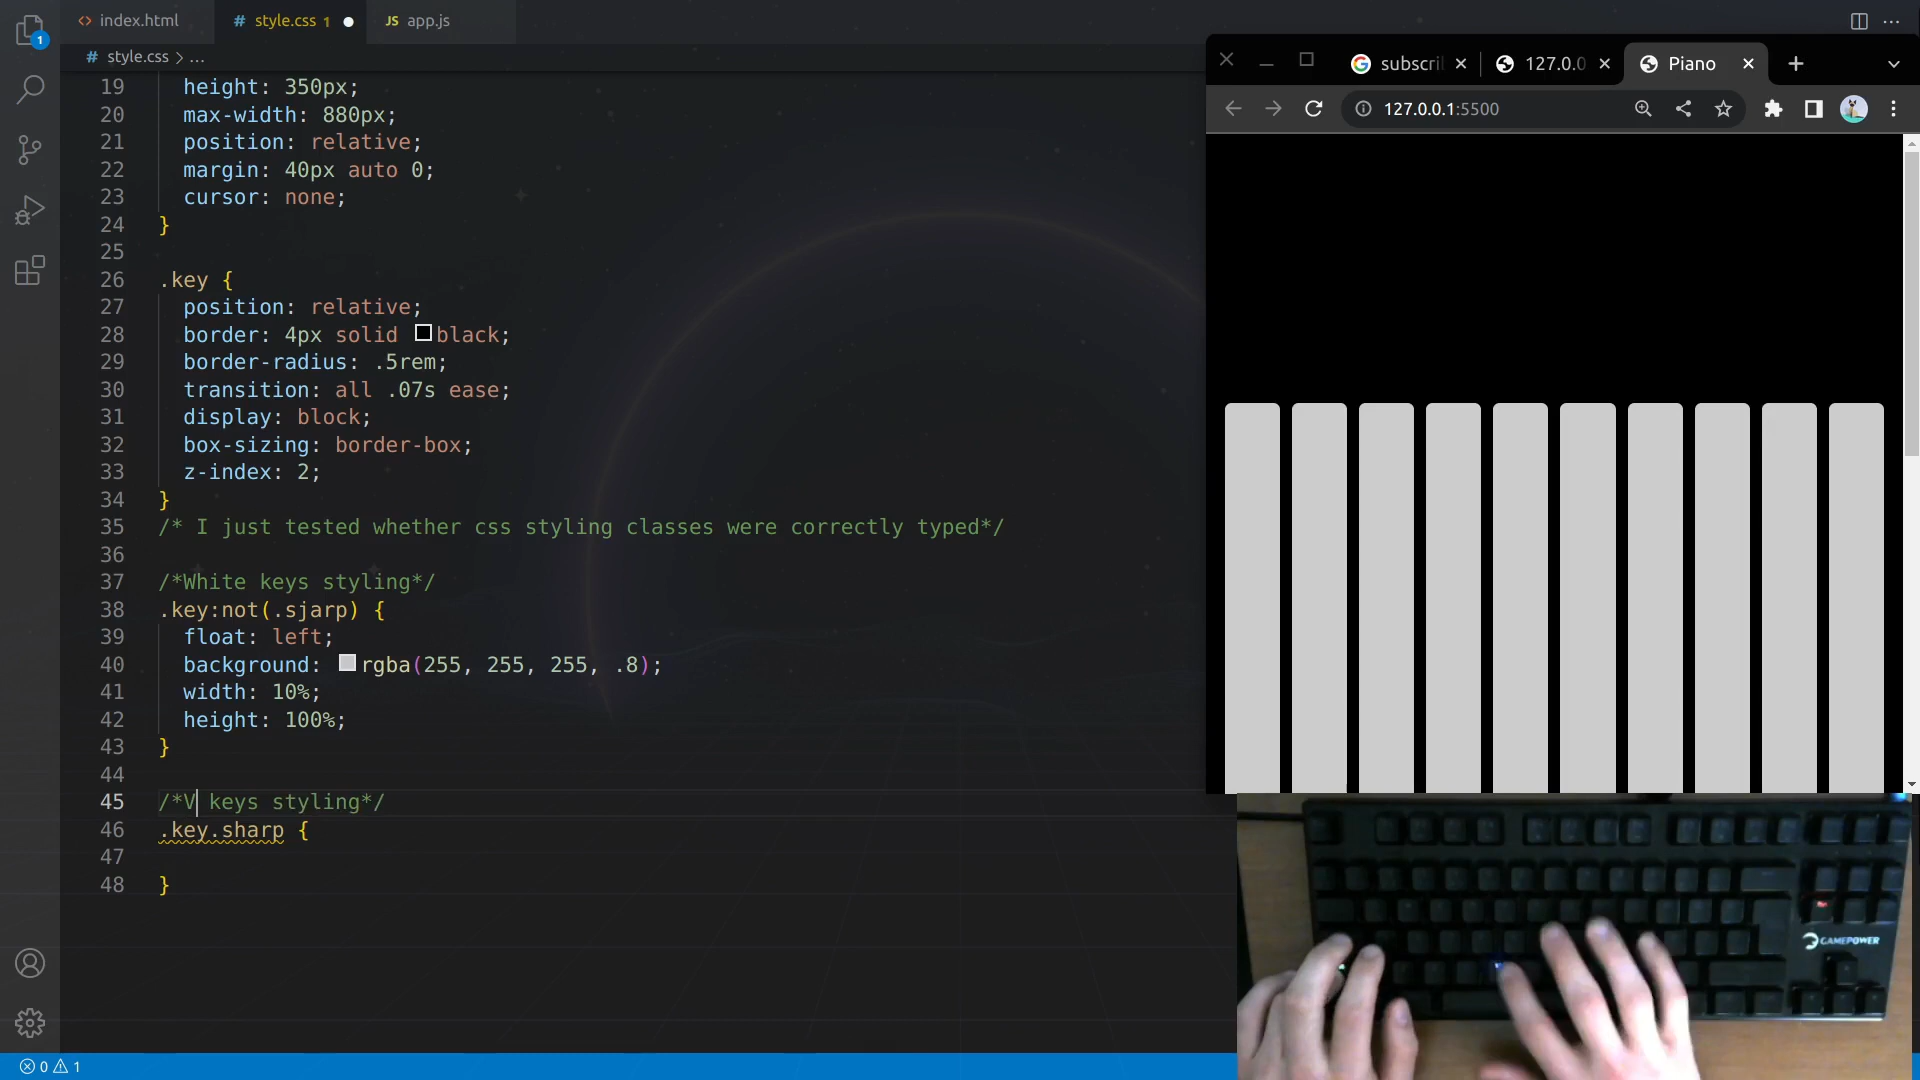 index.html
style.css 1
app.js
style.css > ...
subscri
127.0.0
Piano
127.0.0.1:5500
19 height: 350px;
20 max-width: 880px;
21 position: relative;
22 margin: 40px auto 0;
23 cursor: none;
24 }
25
26 .key {
27 position: relative;
28 border: 4px solid black;
29 border-radius: .5rem;
30 transition: all .07s ease;
31 display: block;
32 box-sizing: border-box;
33 z-index: 2;
34 }
35 /* I just tested whether css styling classes were correctly typed*/
36
37 /*White keys styling*/
38 .key:not(.sjarp) {
39 float: left;
40 background: rgba(255, 255, 255, .8);
41 width: 10%;
42 height: 100%;
43 }
44
45 /*V keys styling*/
46 .key.sharp {
47
48 }
GAMEPOWER
0 1